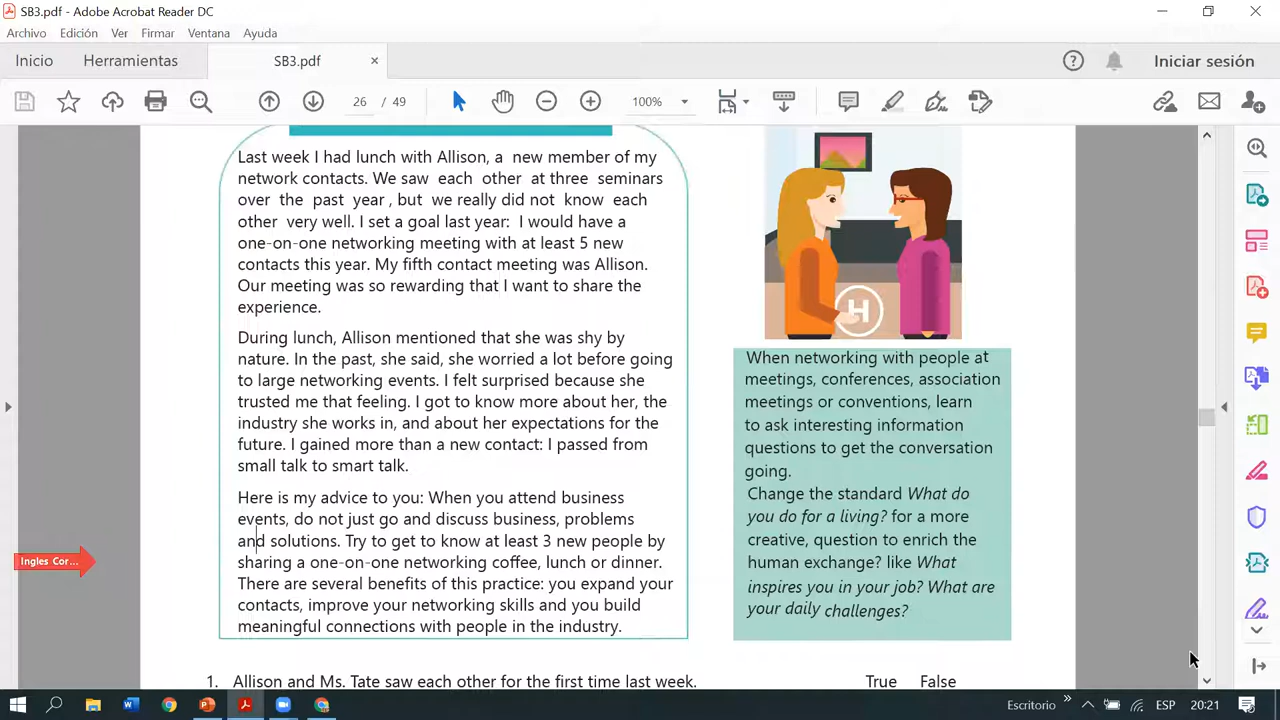 SB3.pdf - Adobe Acrobat Reader DC
Archivo Edición Ver Firmar Ventana Ayuda
Inicio Herramientas SB3.pdf × Iniciar sesión
26 / 49 100%
Last week I had lunch with Allison, a new member of my
network contacts. We saw each other at three seminars
over the past year , but we really did not know each
other very well. I set a goal last year: I would have a
one-on-one networking meeting with at least 5 new
contacts this year. My fifth contact meeting was Allison.
Our meeting was so rewarding that I want to share the
experience.
During lunch, Allison mentioned that she was shy by
nature. In the past, she said, she worried a lot before going
to large networking events. I felt surprised because she
trusted me that feeling. I got to know more about her, the
industry she works in, and about her expectations for the
future. I gained more than a new contact: I passed from
small talk to smart talk.
Here is my advice to you: When you attend business
events, do not just go and discuss business, problems
and solutions. Try to get to know at least 3 new people by
sharing a one-on-one networking coffee, lunch or dinner.
There are several benefits of this practice: you expand your
contacts, improve your networking skills and you build
meaningful connections with people in the industry.
H
When networking with people at
meetings, conferences, association
meetings or conventions, learn
to ask interesting information
questions to get the conversation
going.
Change the standard What do
you do for a living? for a more
creative, question to enrich the
human exchange? like What
inspires you in your job? What are
your daily challenges?
Ingles Cor...
1. Allison and Ms. Tate saw each other for the first time last week. True False
Escritorio » ESP 20:21